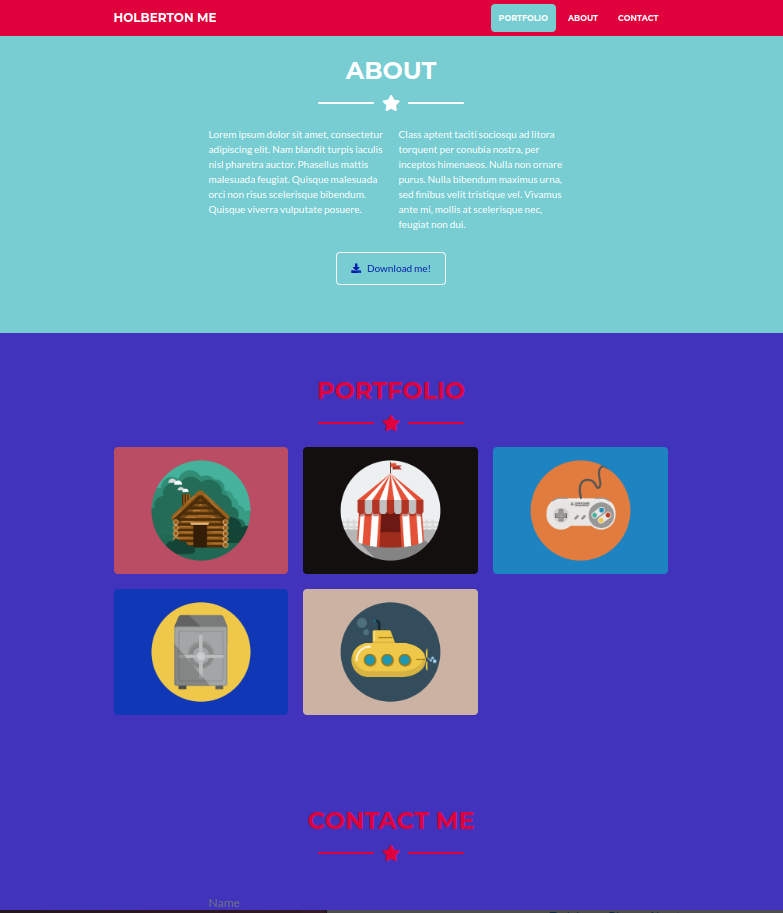 HOLBERTON ME
PORTFOLIO ABOUT CONTACT
ABOUT
Lorem ipsum dolor sit amet, consectetur
adipiscing elit. Nam blandit turpis iaculis
nisl pharetra auctor. Phasellus mattis
malesuada feugiat. Quisque malesuada
orci non risus scelerisque bibendum.
Quisque viverra vulputate posuere.
Class aptent taciti sociosqu ad litora
torquent per conubia nostra, per
inceptos himenaeos. Nulla non ornare
purus. Nulla bibendum maximus urna,
sed finibus velit tristique vel. Vivamus
ante mi, mollis at scelerisque nec,
feugiat non dui.
Download me!
PORTFOLIO
CONTACT ME
Name